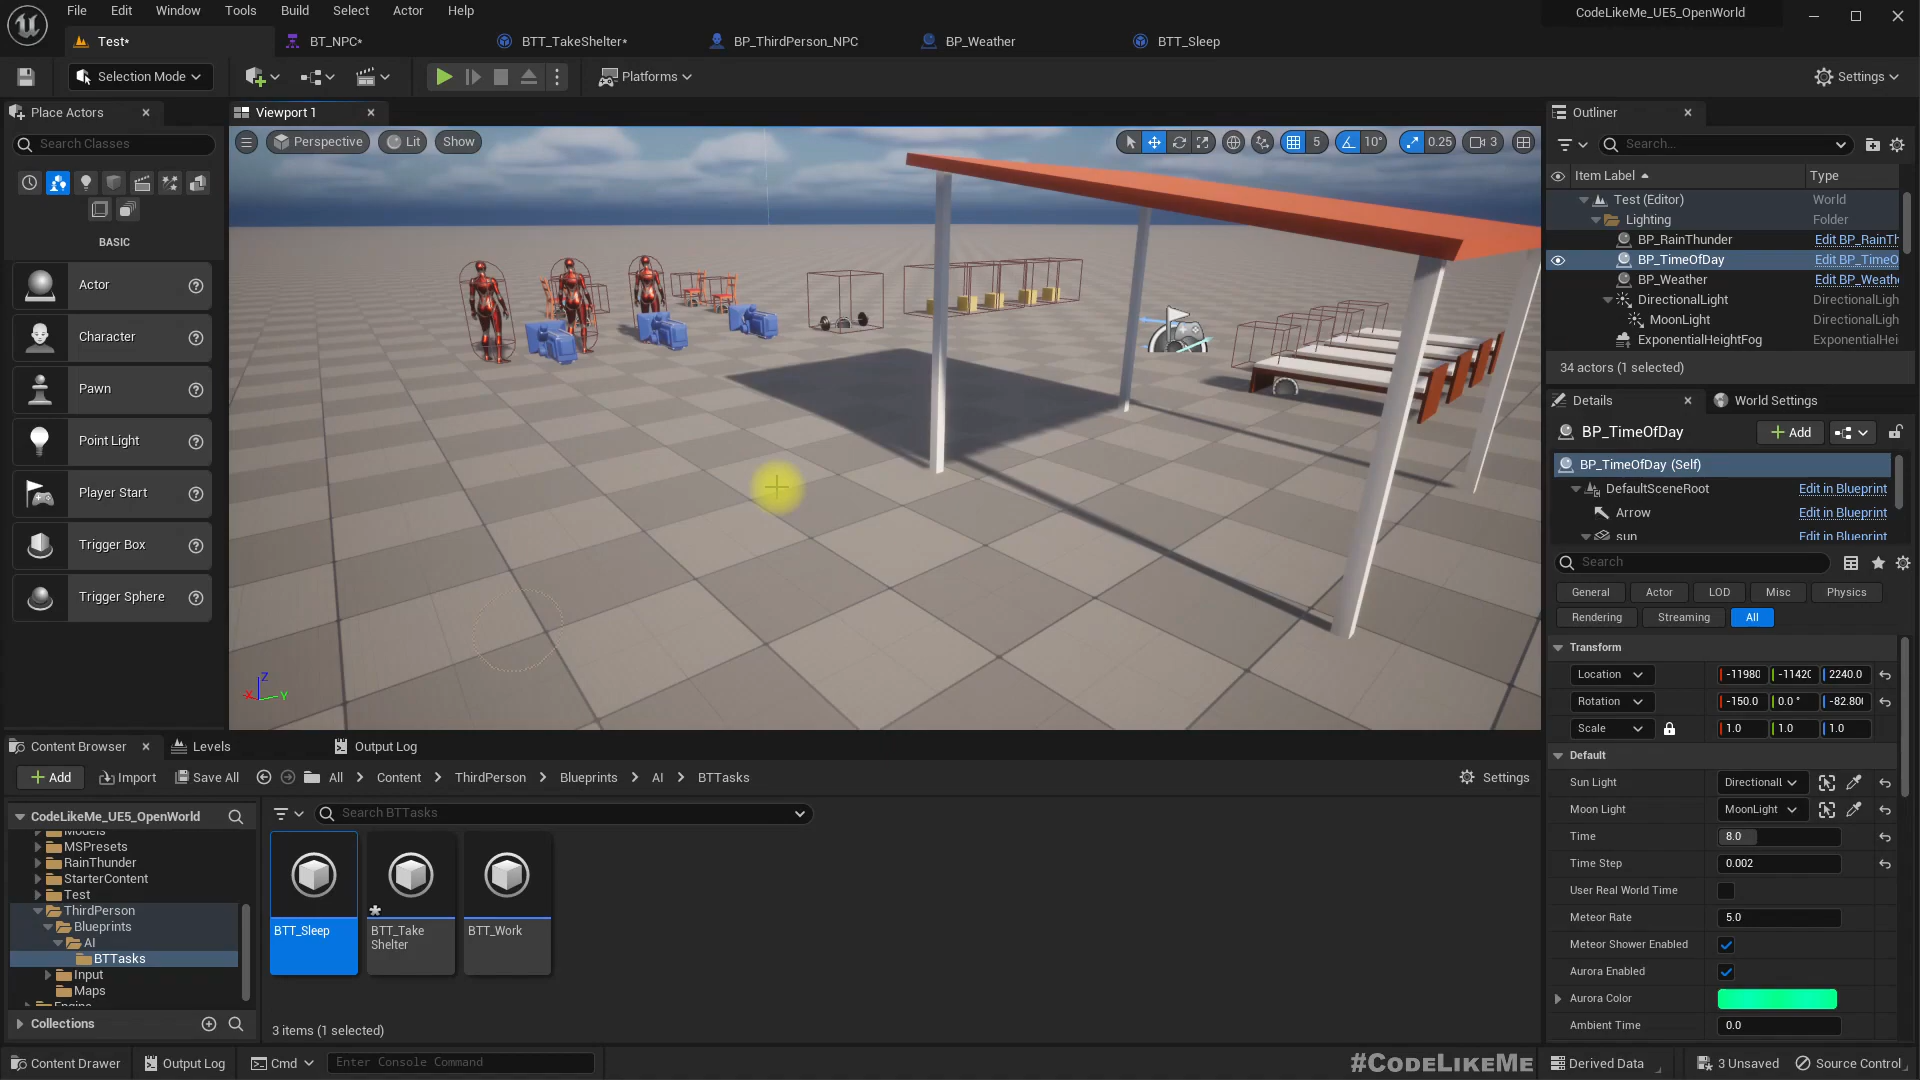 File Edit Window Tools Build Select Actor Help
CodeLikeMe_UE5_OpenWorld
Test*
BT_NPC*
BTT_TakeShelter*
BP_ThirdPerson_NPC
BP_Weather
BTT_Sleep
Selection Mode
Platforms
Settings
Place Actors
Viewport 1
Outliner
Search Classes
Perspective
Lit
Show
5
10°
0.25
3
Search...
Item Label
Type
Test (Editor)
World
Lighting
Folder
BP_RainThunder
Edit BP_RainTh
BP_TimeOfDay
Edit BP_TimeO
BP_Weather
Edit BP_Weathe
DirectionalLight
DirectionalLigh
MoonLight
DirectionalLigh
ExponentialHeightFog
ExponentialHei
34 actors (1 selected)
BASIC
Actor
Character
Pawn
Point Light
Player Start
Trigger Box
Trigger Sphere
X
Y
Z
Details
World Settings
BP_TimeOfDay
Add
BP_TimeOfDay (Self)
DefaultSceneRoot
Edit in Blueprint
Arrow
Edit in Blueprint
sun
Edit in Blueprint
Search
General
Actor
LOD
Misc
Physics
Rendering
Streaming
All
Transform
Location
-11980
-11420
2240.0
Rotation
-150.0
0.0 °
-82.80
Scale
1.0
1.0
1.0
Default
Sun Light
Directionall
Moon Light
MoonLight
Time
8.0
Time Step
0.002
User Real World Time
Meteor Rate
5.0
Meteor Shower Enabled
Aurora Enabled
Aurora Color
Ambient Time
0.0
Content Browser
Levels
Output Log
Add
Import
Save All
All
Content
ThirdPerson
Blueprints
AI
BTTasks
Settings
CodeLikeMe_UE5_OpenWorld
Search BTTasks
Models
MSPresets
RainThunder
StarterContent
Test
ThirdPerson
Blueprints
AI
BTTasks
Input
Maps
Engine
Collections
BTT_Sleep
BTT_Take
Shelter
BTT_Work
3 items (1 selected)
Content Drawer
Output Log
Cmd
Enter Console Command
#CodeLikeMe
Derived Data
3 Unsaved
Source Control